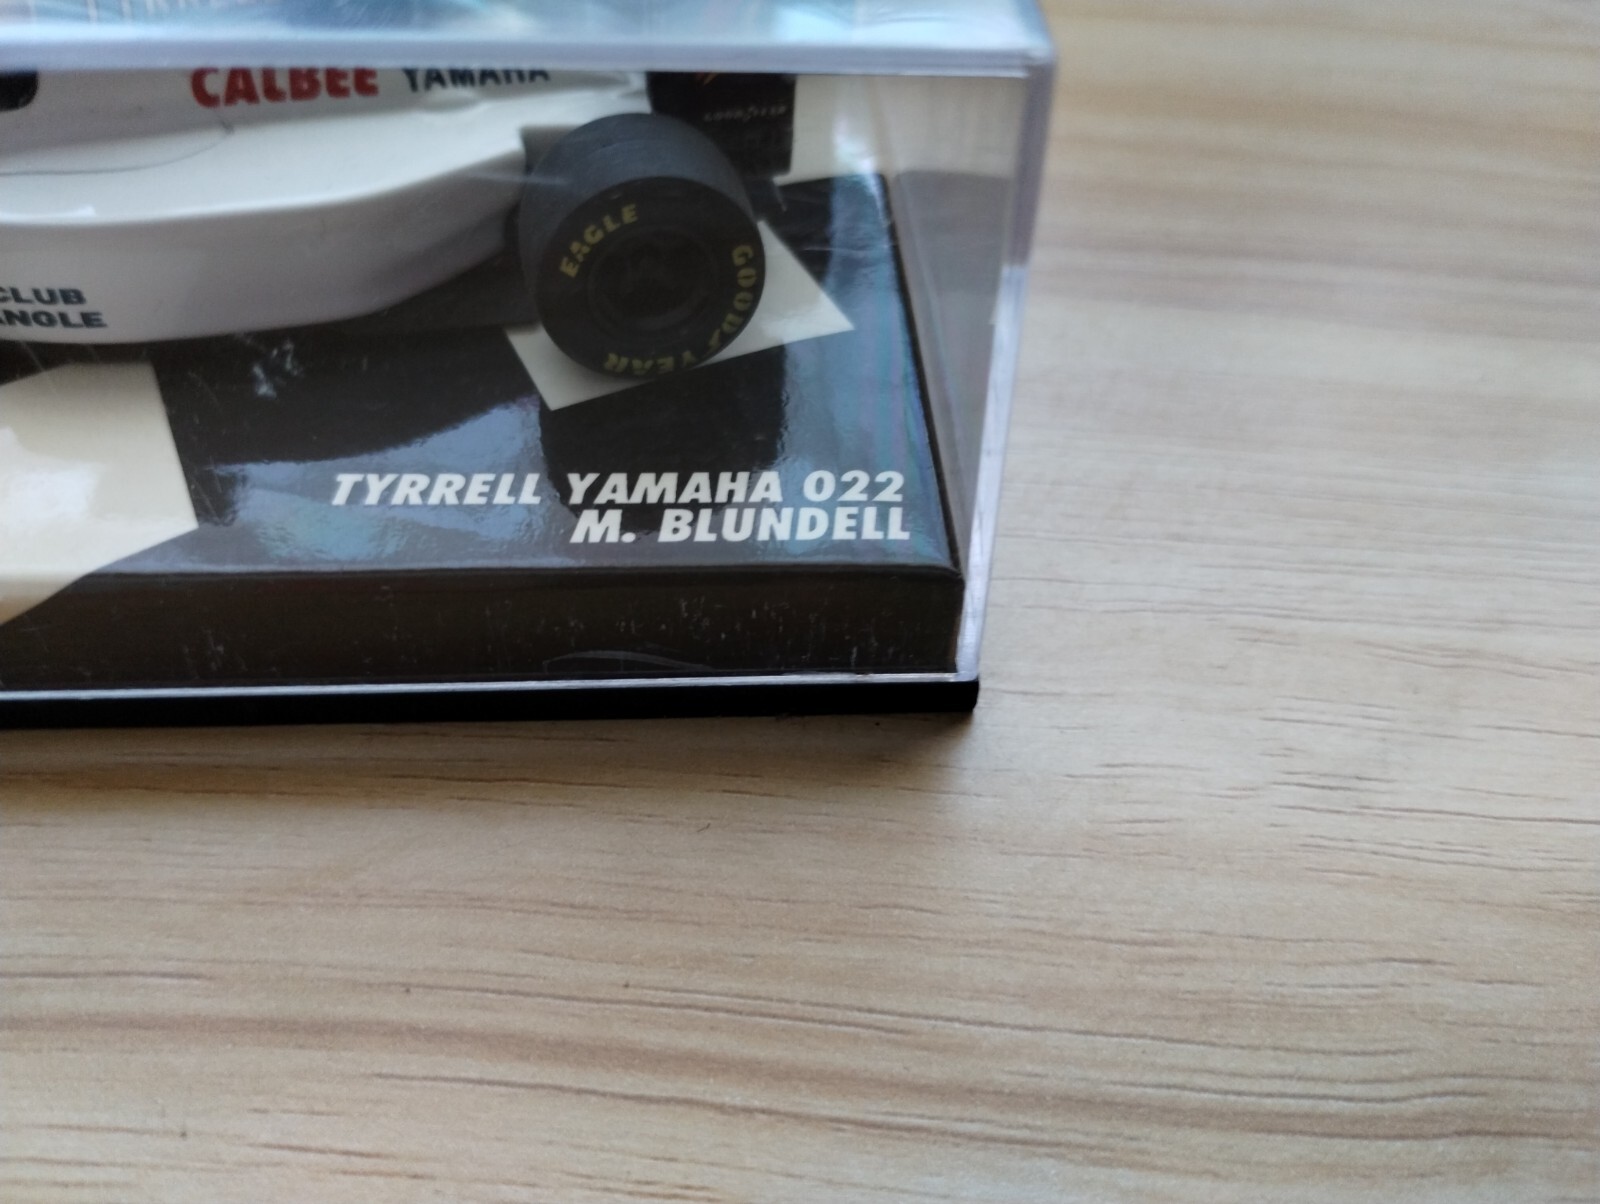 CALBEE YAMAHA
EAGLE
GOODYEAR
CLUB
ANGLE
TYRRELL YAMAHA 022
M. BLUNDELL